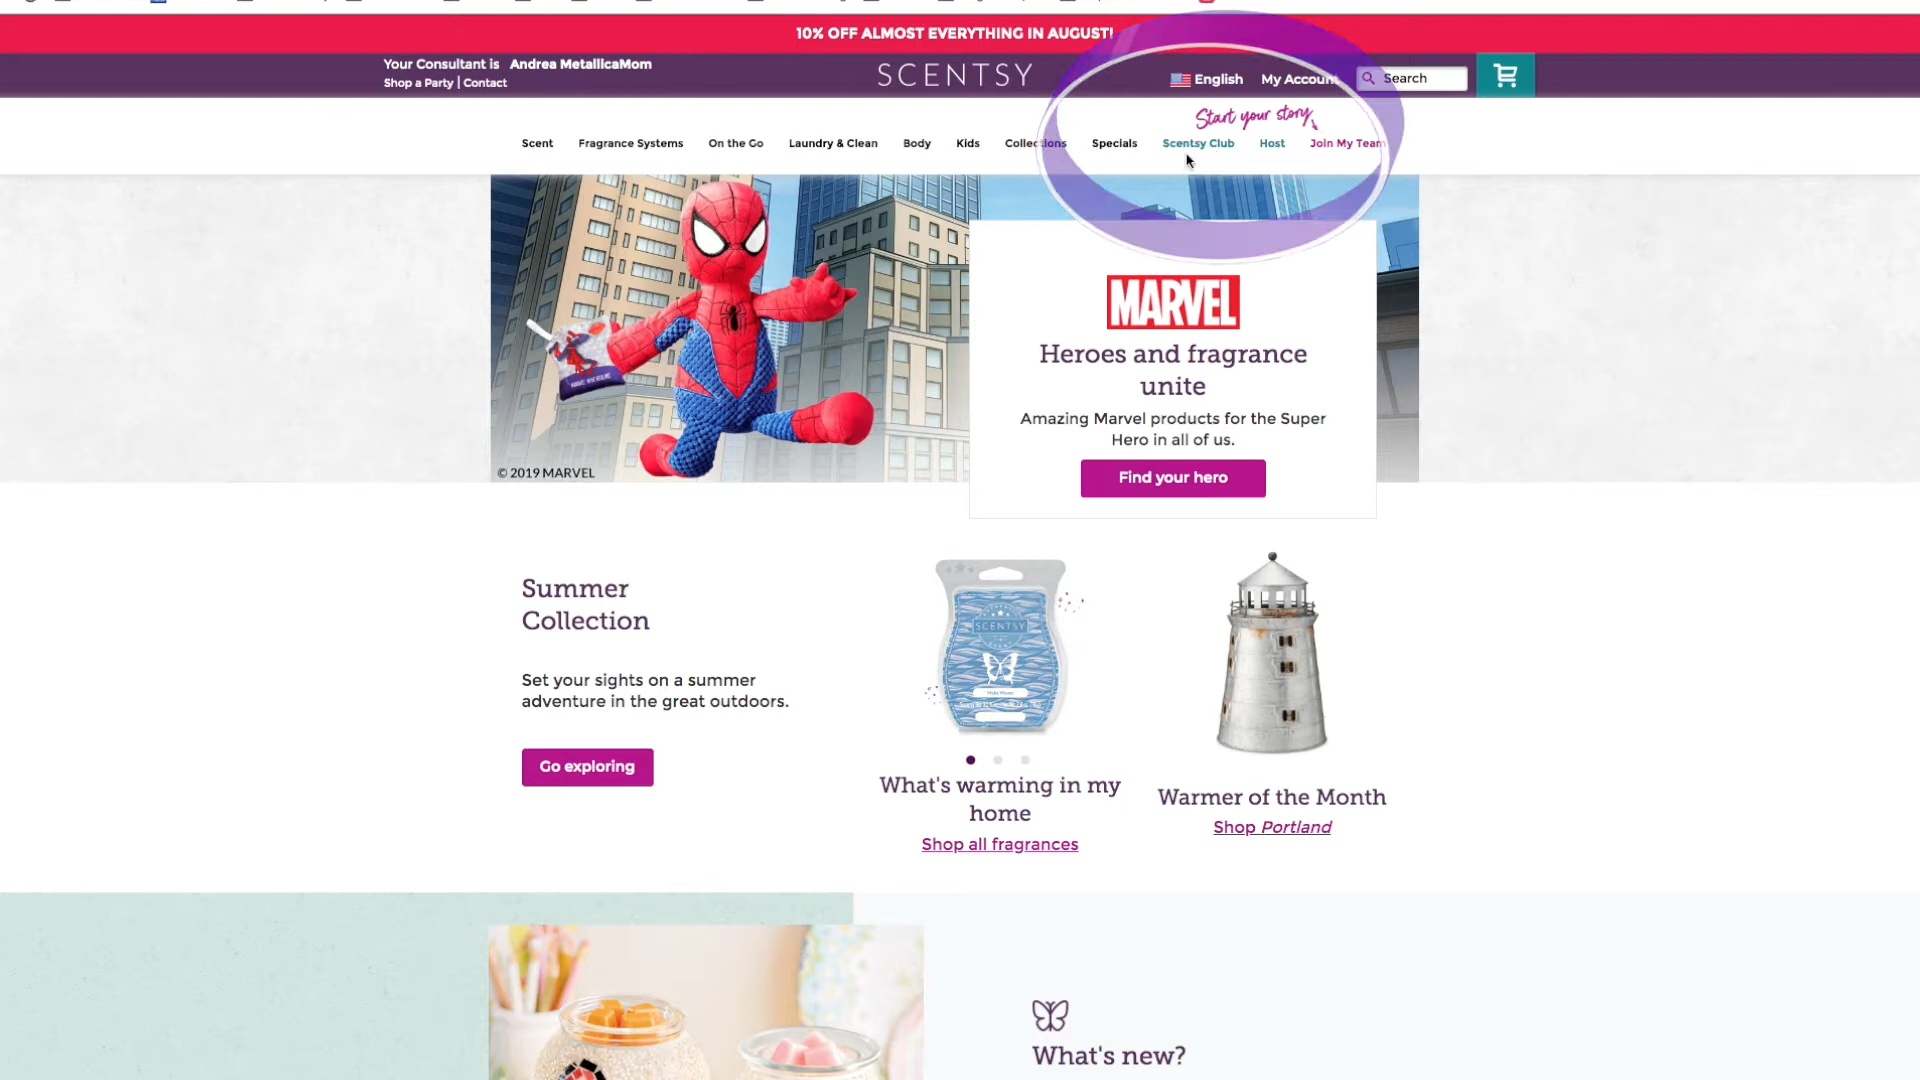 10% OFF ALMOST EVERYTHING IN AUGUST!
Your Consultant is Andrea MetallicaMom
Shop a Party | Contact
SCENTSY
English
My Account
Search
Start your story
Scent
Fragrance Systems
On the Go
Laundry & Clean
Body
Kids
Collections
Specials
Scentsy Club
Host
Join My Team
MARVEL
Heroes and fragrance
unite
Amazing Marvel products for the Super
Hero in all of us.
Find your hero
© 2019 MARVEL
Summer
Collection
Set your sights on a summer
adventure in the great outdoors.
Go exploring
SCENTSY
What's warming in my
home
Shop all fragrances
Warmer of the Month
Shop Portland
What's new?